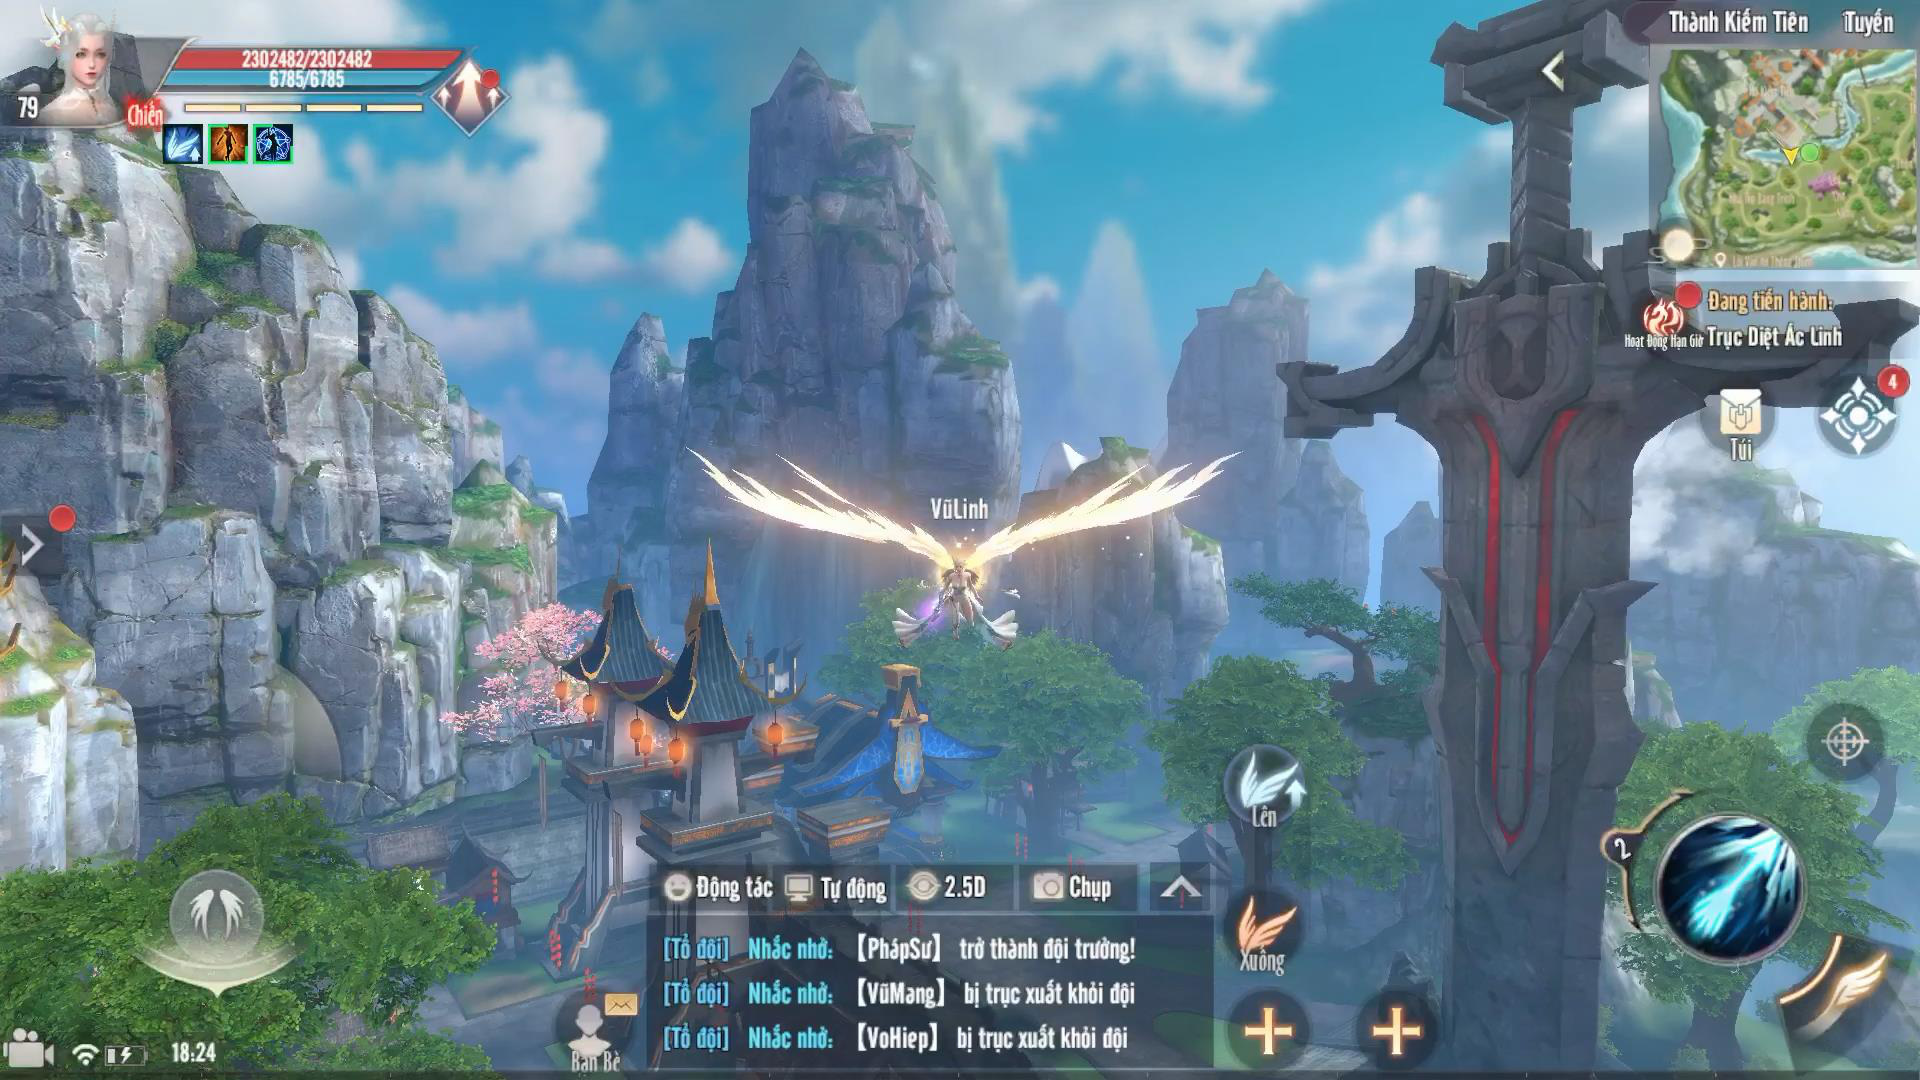 Thành Kiếm Tiên Tuyến
2302482/2302482
6785/6785
79
Chiến
Đang tiến hành:
Hoạt Động Hạn Giờ
Trục Diệt Ác Linh
4
Túi
VũLinh
Lên
2
Động tác Tự động 2.5D Chụp
Xuống
[Tổ đội] Nhắc nhở: 【PhápSư】 trở thành đội trưởng!
[Tổ đội] Nhắc nhở: 【VũMang】 bị trục xuất khỏi đội
[Tổ đội] Nhắc nhở: 【VoHiep】 bị trục xuất khỏi đội
18:24
Bạn Bè